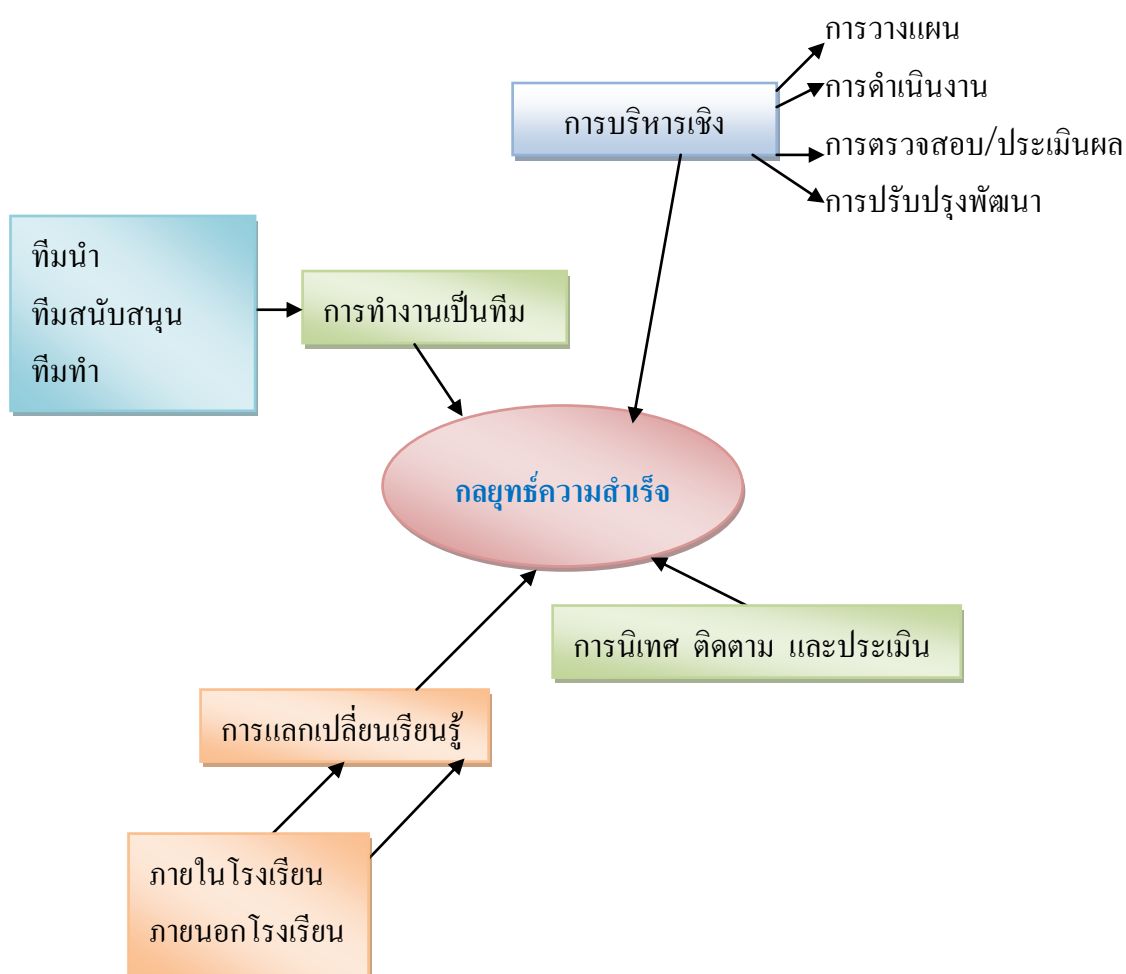 การวางแผน
การดำเนินงาน
การบริหารเชิง
การตรวจสอบ/ประเมินผล
การปรับปรุงพัฒนา
ทีมนำ
ทีมสนับสนุน
ทีมทำ
การทำงานเป็นทีม
กลยุทธ์ความสำเร็จ
การนิเทศ ติดตาม และประเมิน
การแลกเปลี่ยนเรียนรู้
ภายในโรงเรียน
ภายนอกโรงเรียน